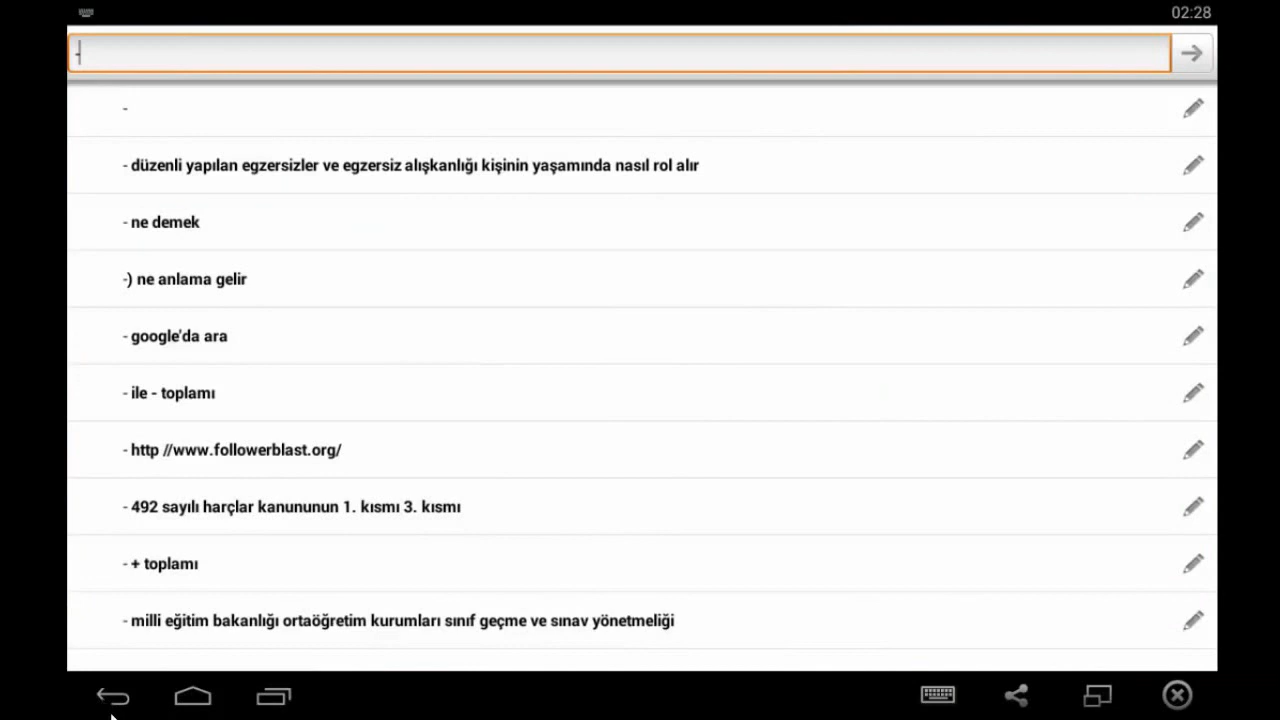 02:28
-
-
- düzenli yapılan egzersizler ve egzersiz alışkanlığı kişinin yaşamında nasıl rol alır
- ne demek
-) ne anlama gelir
- google'da ara
- ile - toplamı
- http //www.followerblast.org/
- 492 sayılı harçlar kanununun 1. kısmı 3. kısmı
- + toplamı
- milli eğitim bakanlığı ortaöğretim kurumları sınıf geçme ve sınav yönetmeliği